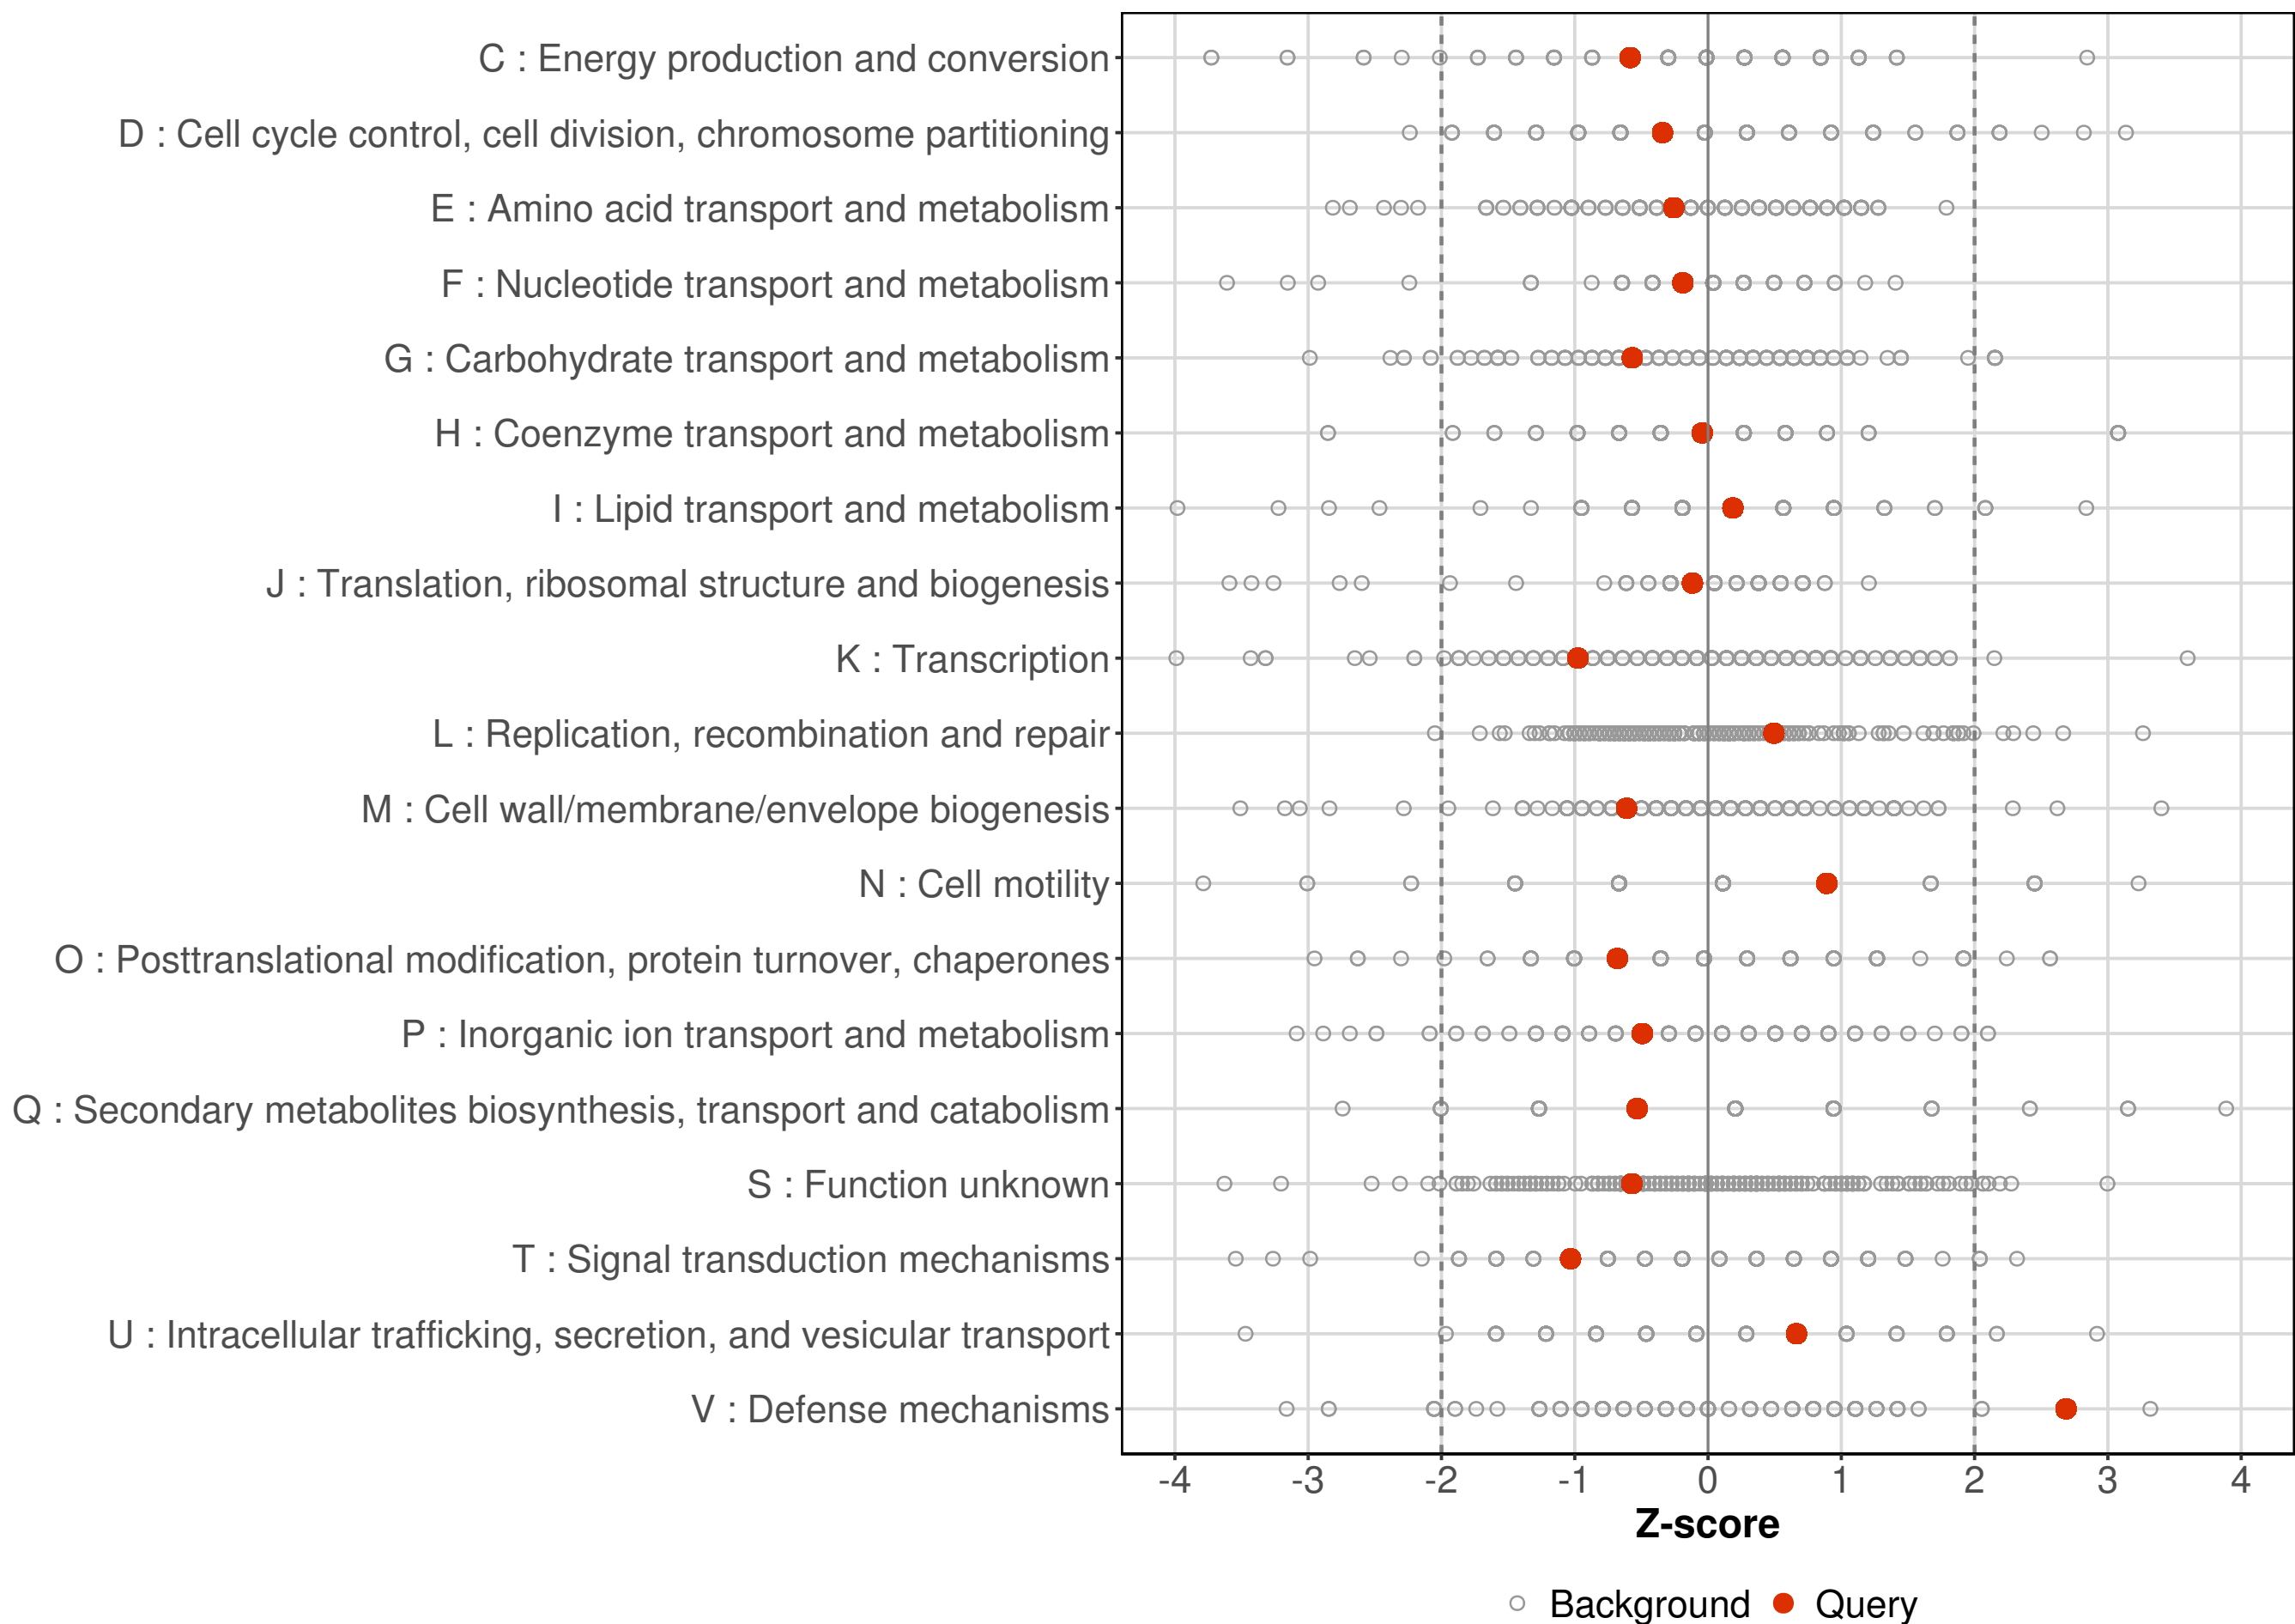 C : Energy production and conversion
D : Cell cycle control, cell division, chromosome partitioning
E : Amino acid transport and metabolism
F : Nucleotide transport and metabolism
G : Carbohydrate transport and metabolism
H : Coenzyme transport and metabolism
I : Lipid transport and metabolism
J : Translation, ribosomal structure and biogenesis
K : Transcription
L : Replication, recombination and repair
M : Cell wall/membrane/envelope biogenesis
N : Cell motility
O : Posttranslational modification, protein turnover, chaperones
P : Inorganic ion transport and metabolism
Q : Secondary metabolites biosynthesis, transport and catabolism
S : Function unknown
T : Signal transduction mechanisms
U : Intracellular trafficking, secretion, and vesicular transport
V : Defense mechanisms
-4 -3 -2 -1 0 1 2 3 4
Z-score
Background Query